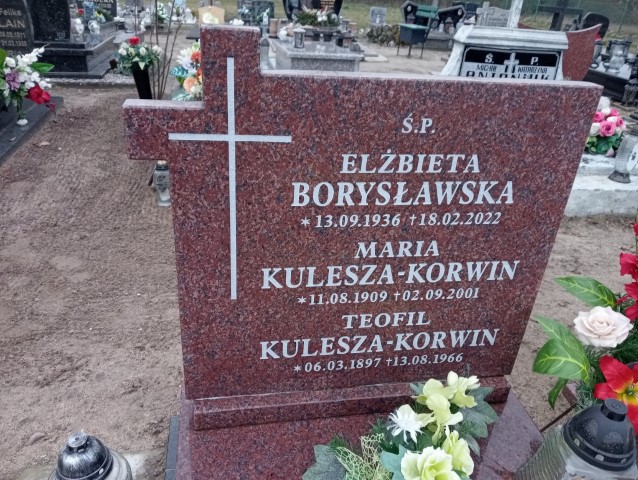 Ś.P.
ELŻBIETA
BORYSŁAWSKA
*13.09.1936 †18.02.2022
MARIA
KULESZA-KORWIN
*11.08.1909 †02.09.2001
TEOFIL
KULESZA-KORWIN
*06.03.1897 †13.08.1966
Ś P